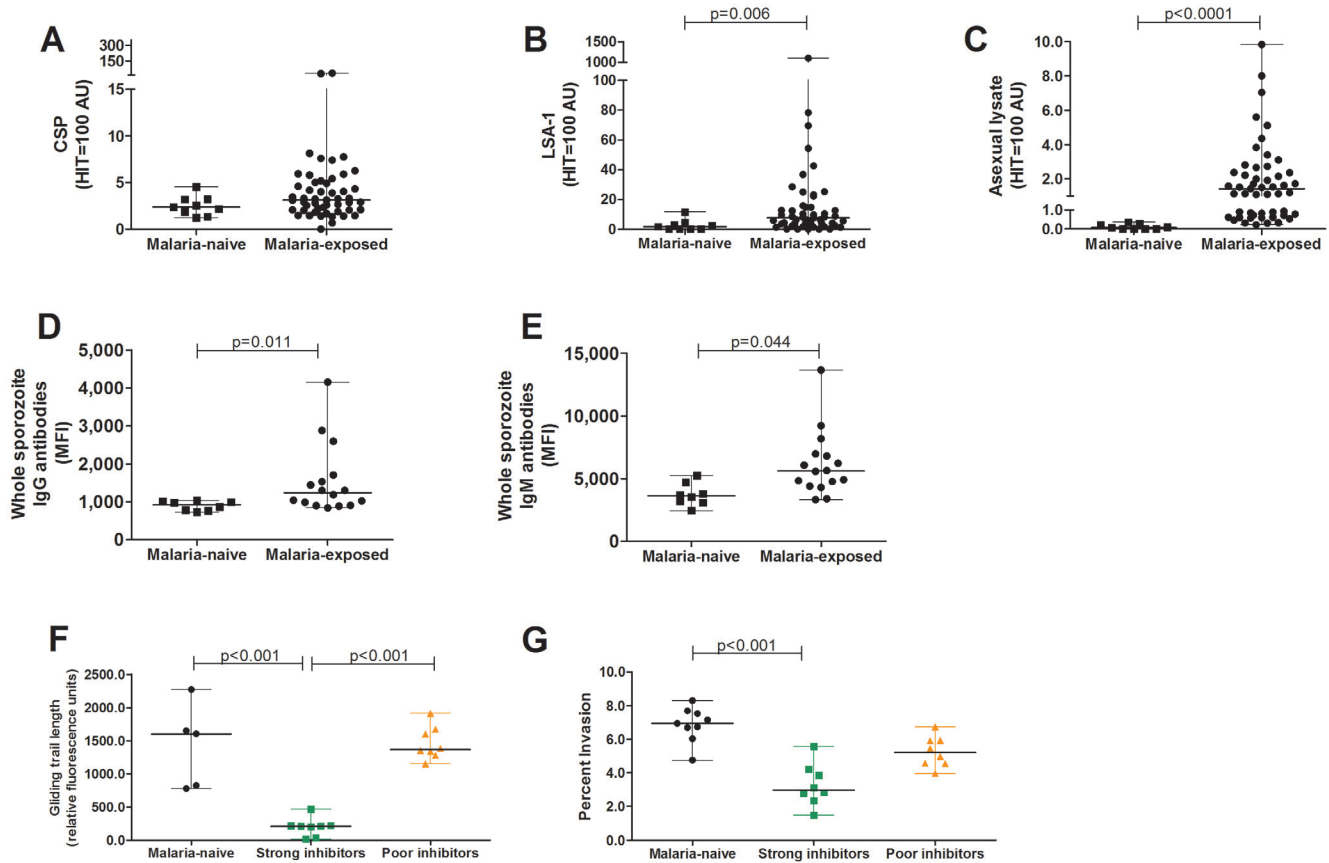 A
CSP
(HIT=100 AU)
300
150
15
10
5
0
Malaria-naive
Malaria-exposed
B
p=0.006
LSA-1
(HIT=100 AU)
1500
1000
100
80
60
40
20
0
Malaria-naive
Malaria-exposed
C
p<0.0001
Asexual lysate
(HIT=100 AU)
10.0
8.0
6.0
4.0
2.0
1.0
0.0
Malaria-naive
Malaria-exposed
D
p=0.011
Whole sporozoite
IgG antibodies
(MFI)
5,000
4,000
3,000
2,000
1,000
0
Malaria-naive
Malaria-exposed
E
p=0.044
Whole sporozoite
IgM antibodies
(MFI)
15,000
10,000
5,000
0
Malaria-naive
Malaria-exposed
F
p<0.001
p<0.001
Gliding trail length
(relative fluorescence units)
2500.0
2000.0
1500.0
1000.0
500.0
0.0
Malaria-naive
Strong inhibitors
Poor inhibitors
G
p<0.001
Percent Invasion
10.0
8.0
6.0
4.0
2.0
0.0
Malaria-naive
Strong inhibitors
Poor inhibitors